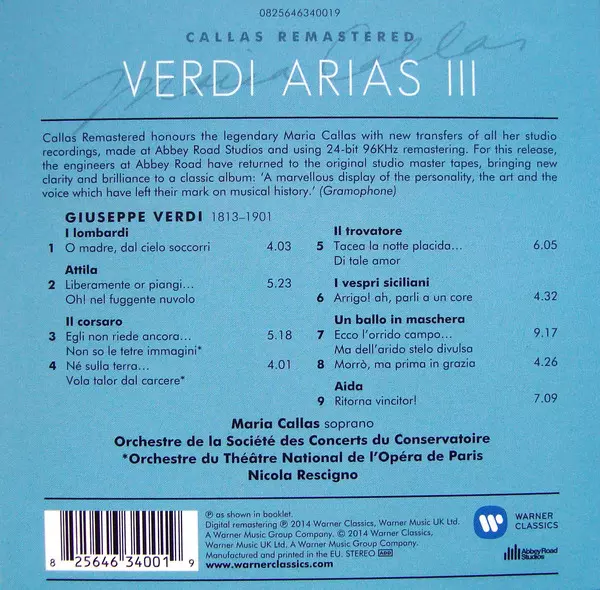 0825646340019
CALLAS REMASTERED
Maria Callas
VERDI ARIAS III
Callas Remastered honours the legendary Maria Callas with new transfers of all her studio
recordings, made at Abbey Road Studios and using 24-bit 96KHz remastering. For this release,
the engineers at Abbey Road have returned to the original studio master tapes, bringing new
clarity and brilliance to a classic album: ‘A marvellous display of the personality, the art and the
voice which have left their mark on musical history.’ (Gramophone)
GIUSEPPE VERDI 1813–1901
I lombardi
1 O madre, dal cielo soccorri 4.03
Attila
2 Liberamente or piangi... 5.23
Oh! nel fuggente nuvolo
Il corsaro
3 Egli non riede ancora... 5.18
Non so le tetre immagini*
4 Né sulla terra... 4.01
Vola talor dal carcere*
Il trovatore
5 Tacea la notte placida... 6.05
Di tale amor
I vespri siciliani
6 Arrigo! ah, parli a un core 4.32
Un ballo in maschera
7 Ecco l’orrido campo... 9.17
Ma dell’arido stelo divulsa
8 Morrò, ma prima in grazia 4.26
Aida
9 Ritorna vincitor! 7.09
Maria Callas soprano
Orchestre de la Société des Concerts du Conservatoire
*Orchestre du Théâtre National de l’Opéra de Paris
Nicola Rescigno
℗ as shown in booklet.
Digital remastering ℗ 2014 Warner Classics, Warner Music UK Ltd.
A Warner Music Group Company. © 2014 Warner Classics,
Warner Music UK Ltd. A Warner Music Group Company.
Manufactured and printed in the EU. STEREO ADD
www.warnerclassics.com
8 25646 34001 9
WARNER
CLASSICS
Abbey Road
Studios